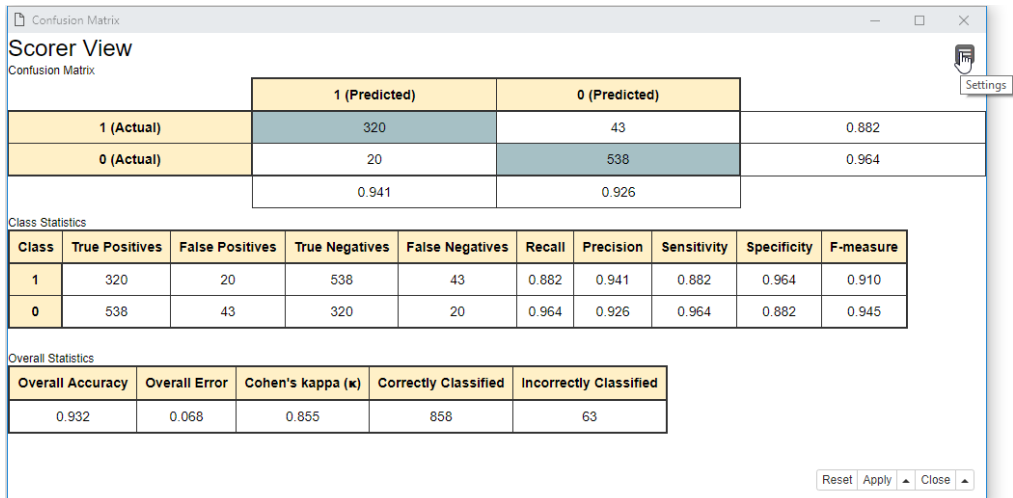 Confusion Matrix
Scorer View
Confusion Matrix
Settings
1 (Predicted) 0 (Predicted)
1 (Actual) 320 43 0.882
0 (Actual) 20 538 0.964
0.941 0.926
Class Statistics
Class True Positives False Positives True Negatives False Negatives Recall Precision Sensitivity Specificity F-measure
1 320 20 538 43 0.882 0.941 0.882 0.964 0.910
0 538 43 320 20 0.964 0.926 0.964 0.882 0.945
Overall Statistics
Overall Accuracy Overall Error Cohen's kappa (κ) Correctly Classified Incorrectly Classified
0.932 0.068 0.855 858 63
Reset Apply Close